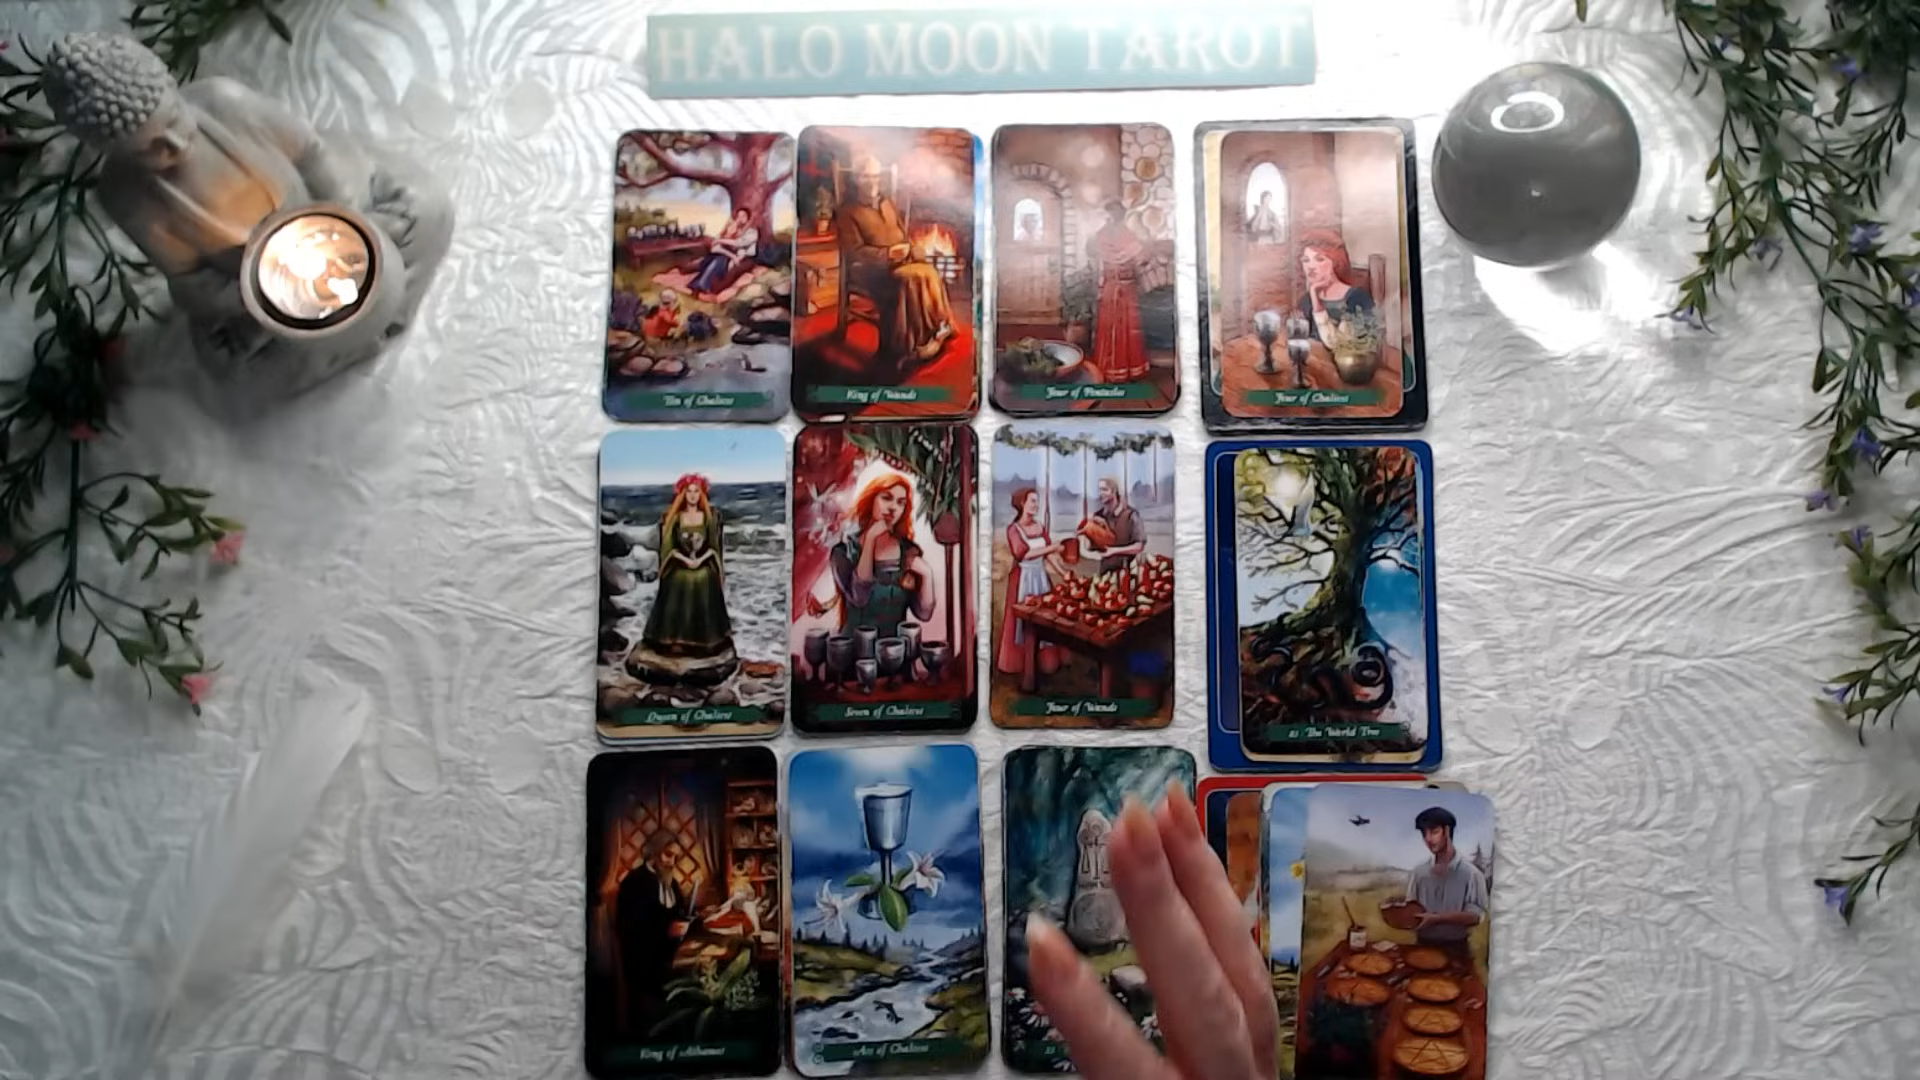 HALO MOON TAROT
Ten of Chalices
King of Wands
Four of Pentacles
Four of Chalices
Queen of Chalices
Seven of Chalices
Four of Wands
21 The World Tree
King of Athames
Ace of Chalices
11